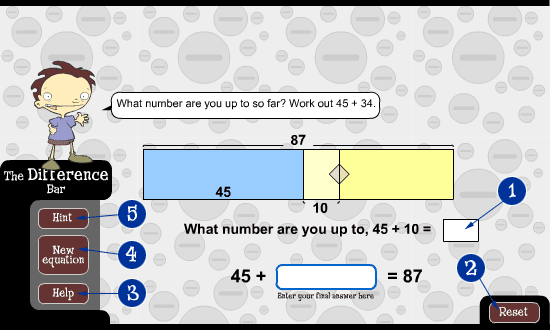 What number are you up to so far? Work out 45 + 34.
87
The Difference
Bar
45
10
1
Hint
5
What number are you up to, 45 + 10 =
New
equation
4
2
45 + = 87
Enter your final answer here
Help
3
Reset